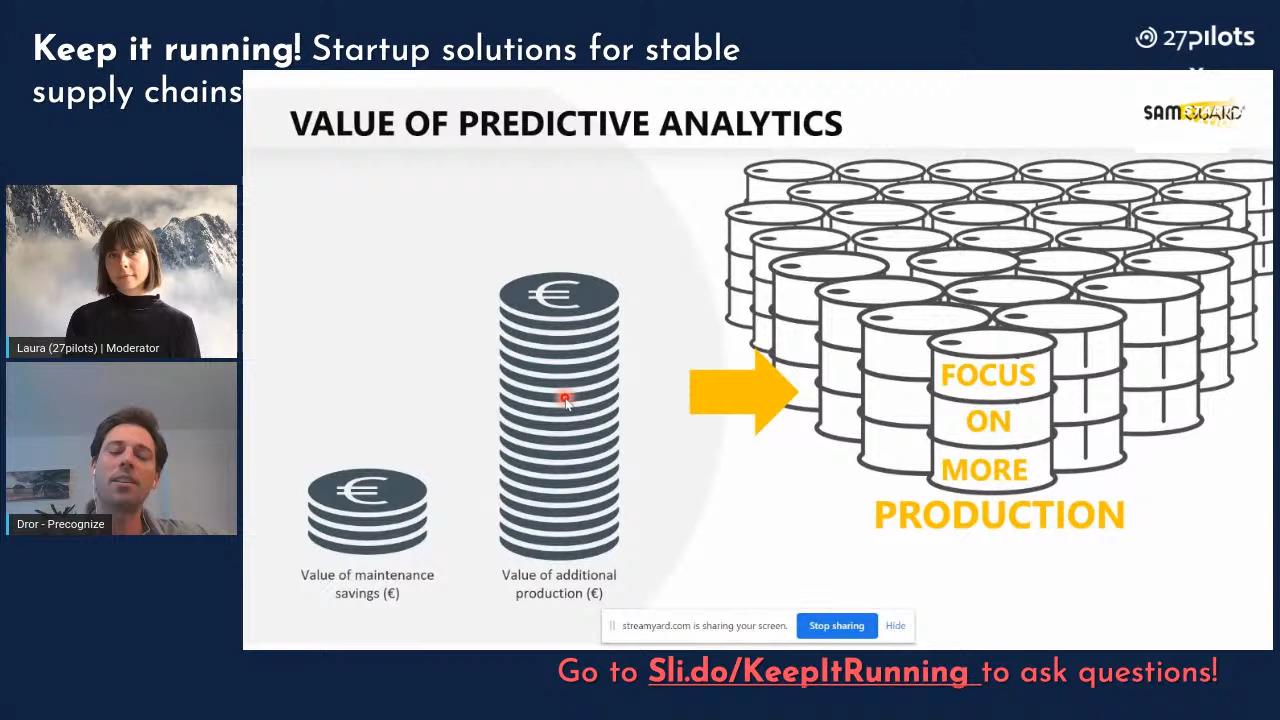 Keep it running! Startup solutions for stable
supply chains
27pilots
VALUE OF PREDICTIVE ANALYTICS
SAM GUARD
Laura (27pilots) | Moderator
Dror - Precognize
€
€
Value of maintenance
savings (€)
Value of additional
production (€)
FOCUS
ON
MORE
PRODUCTION
streamyard.com is sharing your screen.
Stop sharing
Hide
Go to Sli.do/KeepItRunning to ask questions!